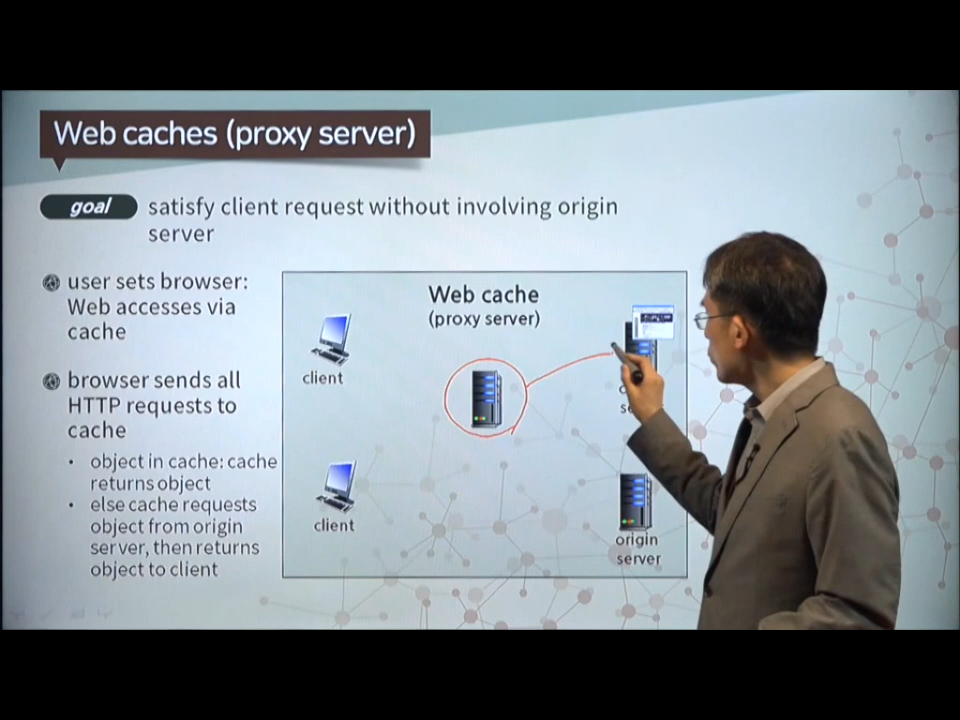 Web caches (proxy server)
goal
satisfy client request without involving origin
server
user sets browser:
Web accesses via
cache
browser sends all
HTTP requests to
cache
• object in cache: cache
returns object
• else cache requests
object from origin
server, then returns
object to client
Web cache
(proxy server)
client
client
origin
server